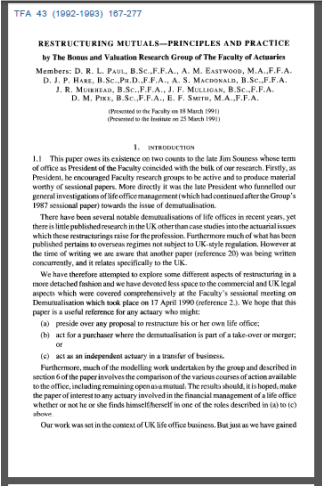 TFA 43 (1992-1993) 167-277
RESTRUCTURING MUTUALS—PRINCIPLES AND PRACTICE
by The Bonus and Valuation Research Group of The Faculty of Actuaries
Members: D. R. L. PAUL, B.Sc.,F.F.A., A. M. EASTWOOD, M.A.,F.F.A.
D. J. P. HARE, B.Sc.,PH.D.,F.F.A., A. S. MACDONALD, B.Sc.,F.F.A.
J. R. MUIRHEAD, B.Sc.,F.F.A., J. F. MULLIGAN, B.Sc.,F.F.A.
D. M. PIKE, B.Sc.,F.F.A., E. F. SMITH, M.A.,F.F.A.
(Presented to the Faculty on 18 March 1991)
(Presented to the Institute on 25 March 1991)
1. INTRODUCTION
1.1 This paper owes its existence on two counts to the late Jim Souness whose term
of office as President of the Faculty coincided with the bulk of our research. Firstly, as
President, he encouraged Faculty research groups to be active and to produce material
worthy of sessional papers. More directly it was the late President who funnelled our
general investigations of life office management (which had continued after the Group's
1987 sessional paper) towards the issue of demutualisation.
There have been several notable demutualisations of life offices in recent years, yet
there is little published research in the UK other than case studies into the actuarial issues
which these restructurings raise for the profession. Furthermore much of what has been
published pertains to overseas regimes not subject to UK-style regulation. However at
the time of writing we are aware that another paper (reference 20) was being written
concurrently, and it relates specifically to the UK.
We have therefore attempted to explore some different aspects of restructuring in a
more detached fashion and we have devoted less space to the commercial and UK legal
aspects which were covered comprehensively at the Faculty's sessional meeting on
Demutualisation which took place on 17 April 1990 (reference 2.). We hope that this
paper is a useful reference for any actuary who might:
(a) preside over any proposal to restructure his or her own life office;
(b) act for a purchaser where the demutualisation is part of a take-over or merger;
or
(c) act as an independent actuary in a transfer of business.
Furthermore, much of the modelling work undertaken by the group and described in
section 6 of the paper involves the comparison of the various courses of action available
to the office, including remaining open as a mutual. The results should, it is hoped, make
the paper of interest to any actuary involved in the financial management of a life office
whether or not he or she finds himself/herself in one of the roles described in (a) to (c)
above.
Our work was set in the context of UK life office business. But just as we have gained